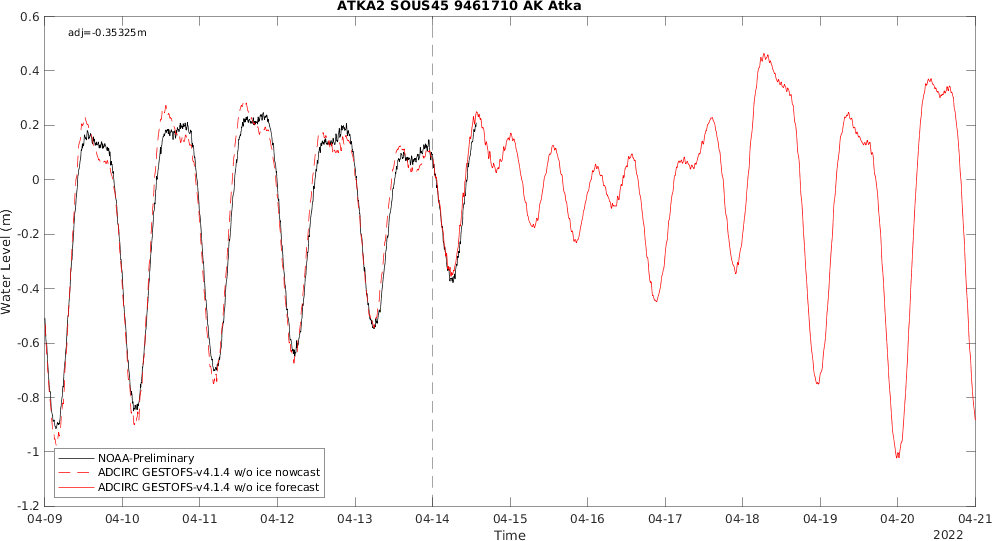 ATKA2 SOUS45 9461710 AK Atka
adj=-0.35325m
0.6
0.4
0.2
0
-0.2
-0.4
-0.6
-0.8
-1
-1.2
Water Level (m)
NOAA-Preliminary
ADCIRC GESTOFS-v4.1.4 w/o ice nowcast
ADCIRC GESTOFS-v4.1.4 w/o ice forecast
04-09 04-10 04-11 04-12 04-13 04-14 04-15 04-16 04-17 04-18 04-19 04-20 04-21
Time
2022